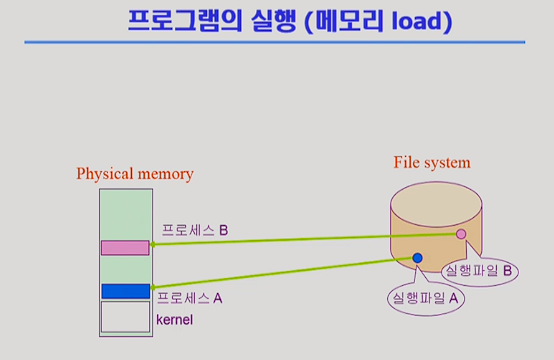 프로그램의 실행 (메모리 load)
File system
Physical memory
프로세스 B
실행파일 B
프로세스 A
실행파일 A
kernel